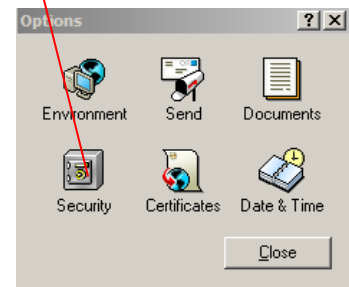 Options
Environment Send Documents
Security Certificates Date & Time
Close